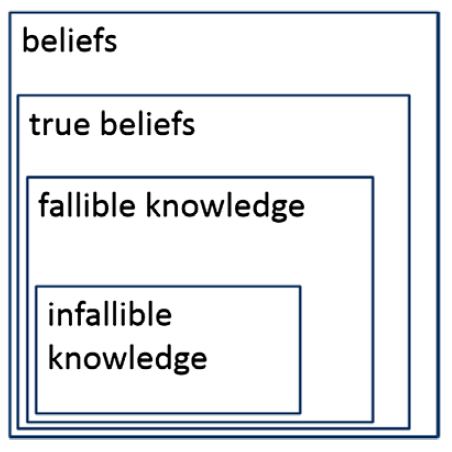 beliefs
true beliefs
fallible knowledge
infallible
knowledge